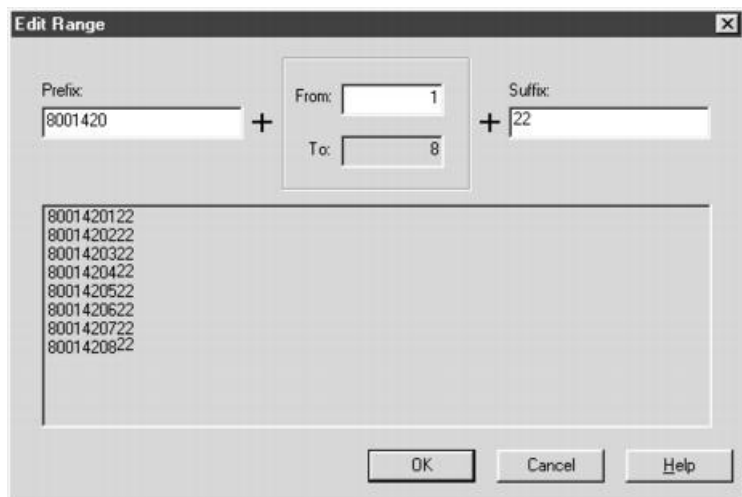 Edit Range
Prefix:
8001420
+
From: 1
To: 8
+
Suffix:
22
8001420122
8001420222
8001420322
8001420422
8001420522
8001420622
8001420722
8001420822
OK Cancel Help